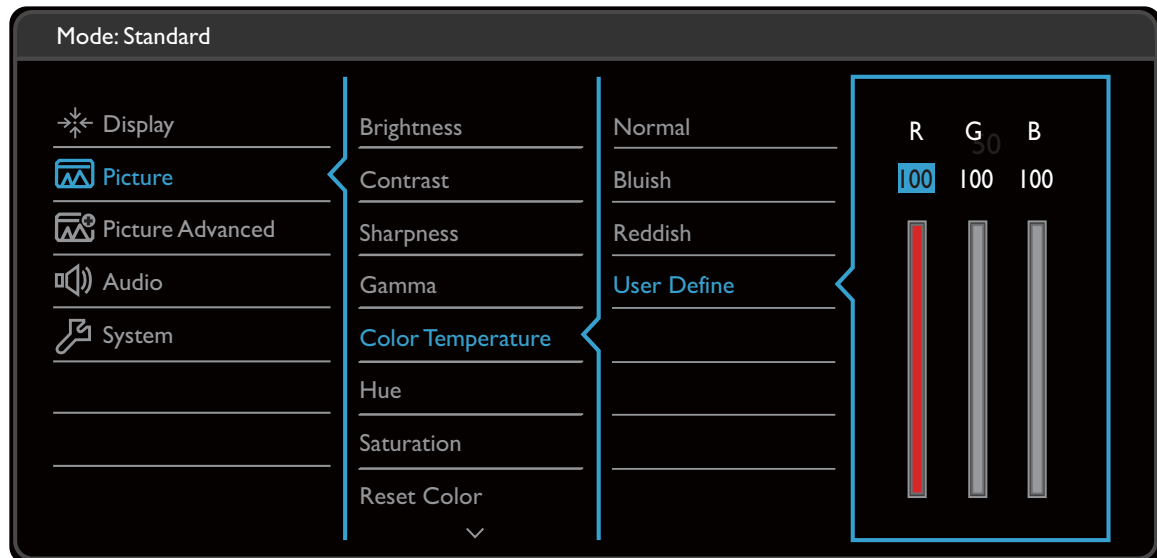 Mode: Standard
Display
Picture
Picture Advanced
Audio
System
Brightness
Contrast
Sharpness
Gamma
Color Temperature
Hue
Saturation
Reset Color
Normal
Bluish
Reddish
User Define
R G B
50
100 100 100